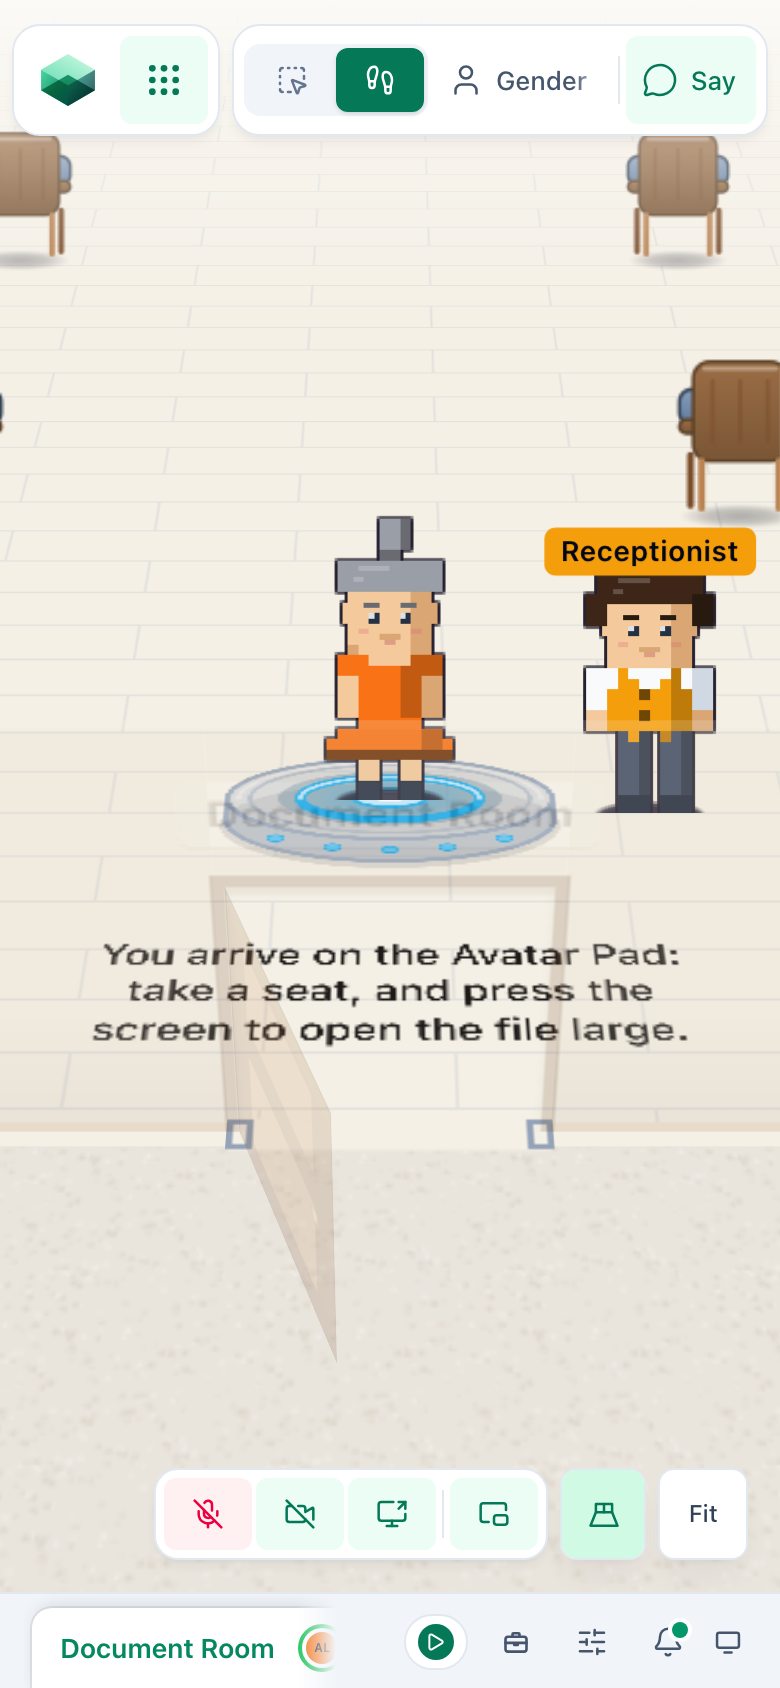 Gender
Say
Receptionist
Document Room
You arrive on the Avatar Pad:
take a seat, and press the
screen to open the file large.
Fit
Document Room
AL